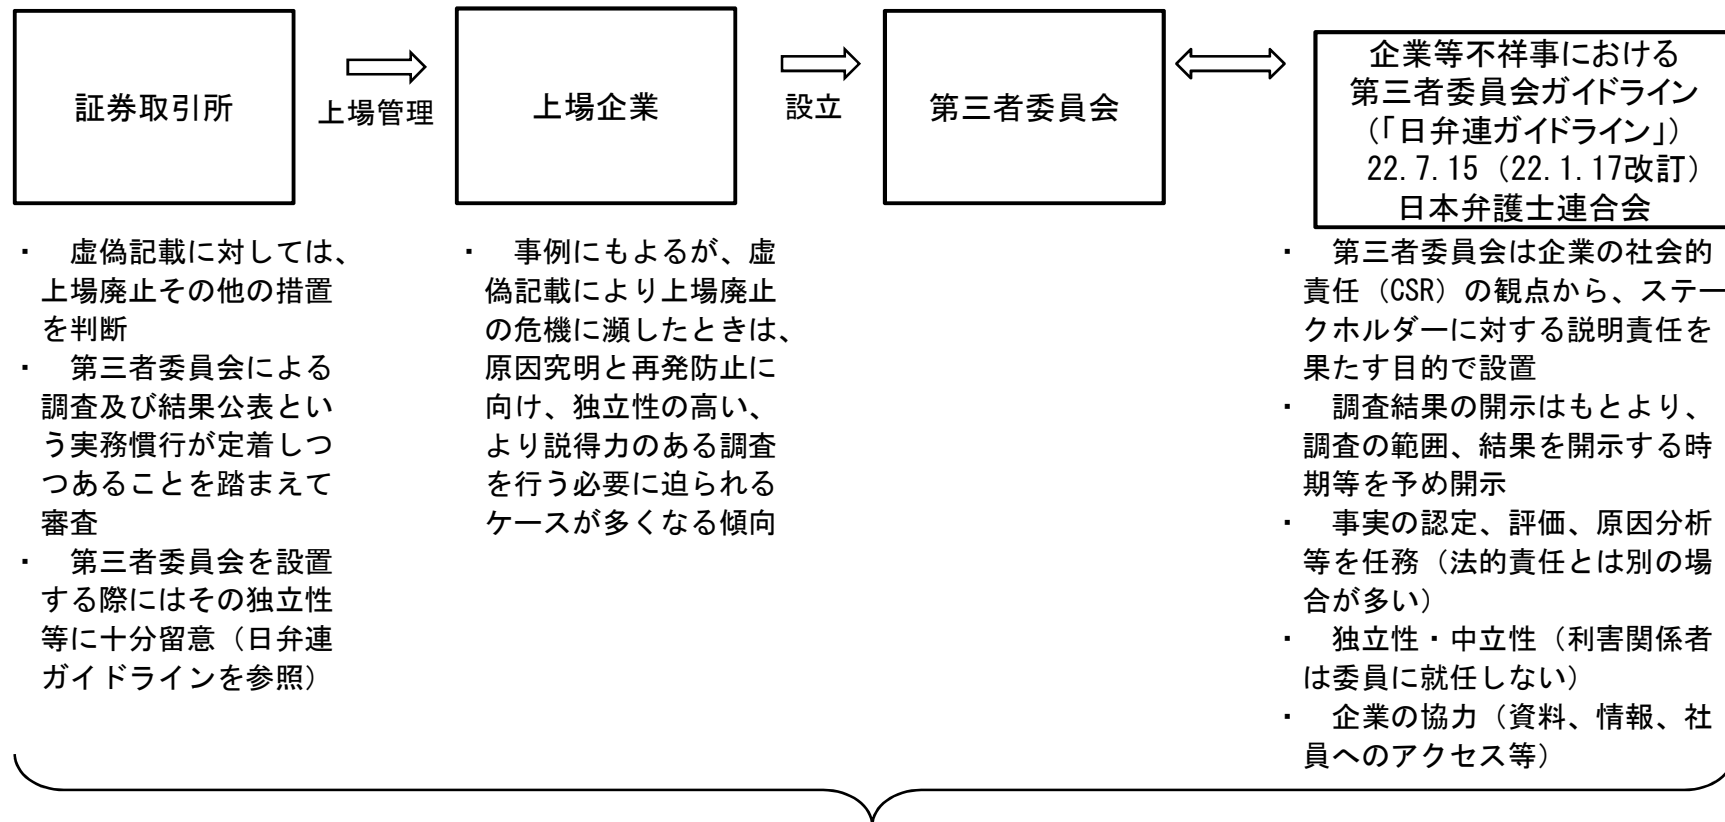 証券取引所
上場管理
上場企業
設立
第三者委員会
企業等不祥事における
第三者委員会ガイドライン
（「日弁連ガイドライン」）
22.7.15（22.1.17改訂）
日本弁護士連合会
・　虚偽記載に対しては、
上場廃止その他の措置
を判断
・　第三者委員会による
調査及び結果公表とい
う実務慣行が定着しつ
つあることを踏まえて
審査
・　第三者委員会を設置
する際にはその独立性
等に十分留意（日弁連
ガイドラインを参照）
・　事例にもよるが、虚
偽記載により上場廃止
の危機に瀕したときは、
原因究明と再発防止に
向け、独立性の高い、
より説得力のある調査
を行う必要に迫られる
ケースが多くなる傾向
・　第三者委員会は企業の社会的
責任（CSR）の観点から、ステー
クホルダーに対する説明責任を
果たす目的で設置
・　調査結果の開示はもとより、
調査の範囲、結果を開示する時
期等を予め開示
・　事実の認定、評価、原因分析
等を任務（法的責任とは別の場
合が多い）
・　独立性・中立性（利害関係者
は委員に就任しない）
・　企業の協力（資料、情報、社
員へのアクセス等）